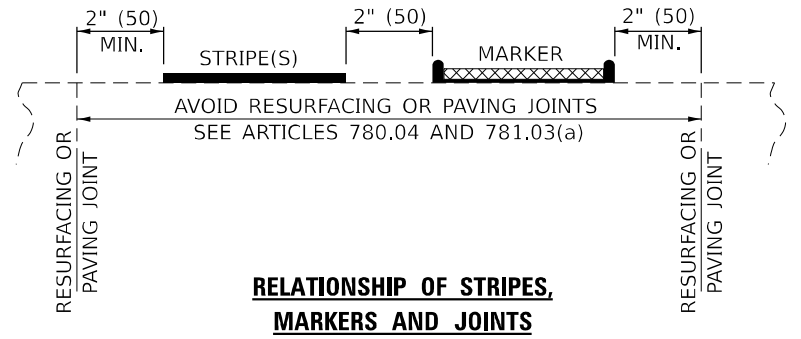 2" (50)
MIN.
2" (50)
2" (50)
MIN.
STRIPE(S)
MARKER
AVOID RESURFACING OR PAVING JOINTS
SEE ARTICLES 780.04 AND 781.03(a)
RESURFACING OR
PAVING JOINT
RESURFACING OR
PAVING JOINT
RELATIONSHIP OF STRIPES,
MARKERS AND JOINTS